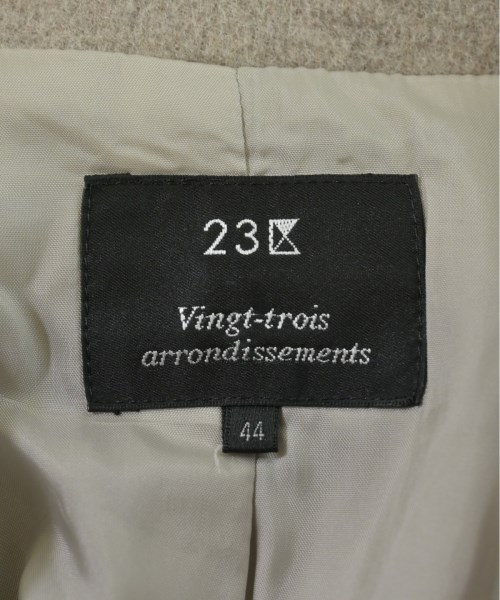 23区
Vingt-trois
arrondissements
44